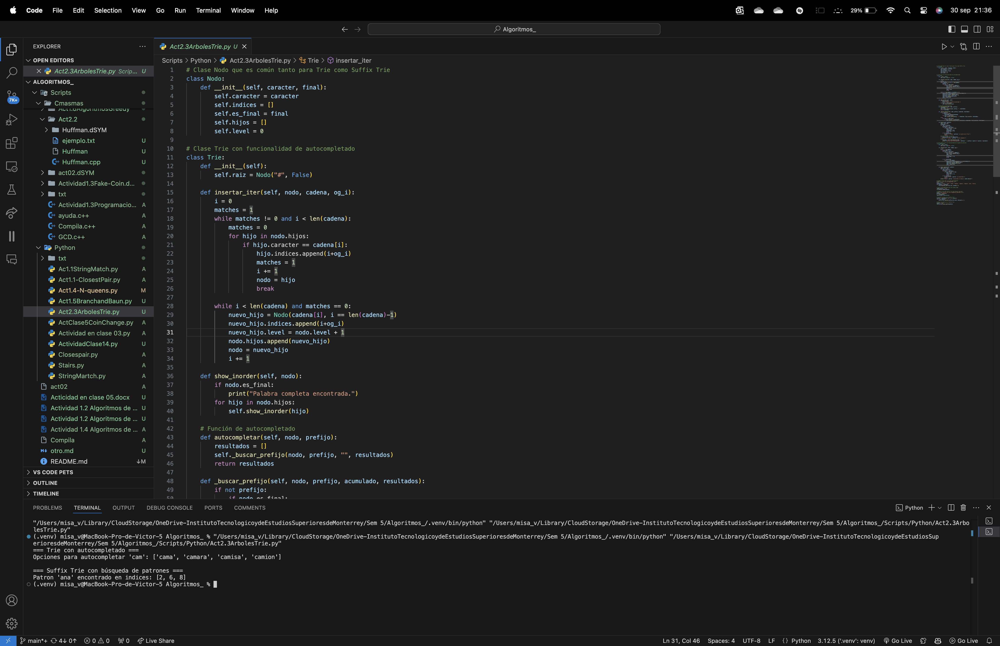 Code File Edit Selection View Go Run Terminal Window Help 29% 30 sep 21:36
Algoritmos_
EXPLORER
OPEN EDITORS
Act2.3ArbolesTrie.py Scrip... U
ALGORITMOS_
Scripts
Cmasmas
Act1.6AlgoritmosGreedy
Act2.2
Huffman.dSYM
ejemplo.txt U
Huffman U
Huffman.cpp U
act02.dSYM
Actividad1.3Fake-Coin.d...
txt
Actividad1.3Programacio... A
ayuda.c++ A
Compila.c++ A
GCD.c++ A
Python
txt
Ac1.1StringMatch.py A
Act1.1-ClosestPair.py A
Act1.4-N-queens.py M
Act1.5BranchandBaun.py U
Act2.3ArbolesTrie.py U
ActClase5CoinChange.py A
Actividad en clase 03.py A
ActividadClase14.py U
Closespair.py A
Stairs.py A
StringMartch.py A
act02 A
Acticidad en clase 05.docx U
Actividad 1.2 Algoritmos de ... U
Actividad 1.2 Algoritmos de ... U
Actividad 1.4 Algoritmos de ... A
Compila A
otro.md U
README.md ↓M
VS CODE PETS
OUTLINE
TIMELINE
7K+
Act2.3ArbolesTrie.py U
Scripts > Python > Act2.3ArbolesTrie.py > Trie > insertar_iter
1 # Clase Nodo que es común tanto para Trie como Suffix Trie
2 class Nodo:
3 def __init__(self, caracter, final):
4 self.caracter = caracter
5 self.indices = []
6 self.es_final = final
7 self.hijos = []
8 self.level = 0
9
10 # Clase Trie con funcionalidad de autocompletado
11 class Trie:
12 def __init__(self):
13 self.raiz = Nodo("#", False)
14
15 def insertar_iter(self, nodo, cadena, og_i):
16 i = 0
17 matches = 1
18 while matches != 0 and i < len(cadena):
19 matches = 0
20 for hijo in nodo.hijos:
21 if hijo.caracter == cadena[i]:
22 hijo.indices.append(i+og_i)
23 matches = 1
24 i += 1
25 nodo = hijo
26 break
27
28 while i < len(cadena) and matches == 0:
29 nuevo_hijo = Nodo(cadena[i], i == len(cadena)-1)
30 nuevo_hijo.indices.append(i+og_i)
31 nuevo_hijo.level = nodo.level + 1
32 nodo.hijos.append(nuevo_hijo)
33 nodo = nuevo_hijo
34 i += 1
35
36 def show_inorder(self, nodo):
37 if nodo.es_final:
38 print("Palabra completa encontrada.")
39 for hijo in nodo.hijos:
40 self.show_inorder(hijo)
41
42 # Función de autocompletado
43 def autocompletar(self, nodo, prefijo):
44 resultados = []
45 self._buscar_prefijo(nodo, prefijo, "", resultados)
46 return resultados
47
48 def _buscar_prefijo(self, nodo, prefijo, acumulado, resultados):
49 if not prefijo:
50 if nodo.es_final:
PROBLEMS TERMINAL OUTPUT DEBUG CONSOLE PORTS COMMENTS Python
"/Users/misa_v/Library/CloudStorage/OneDrive-InstitutoTecnologicoydeEstudiosSuperioresdeMonterrey/Sem 5/Algoritmos_/.venv/bin/python" "/Users/misa_v/Library/CloudStorage/OneDrive-InstitutoTecnologicoydeEstudiosSuperioresdeMonterrey/Sem 5/Algoritmos_/Scripts/Python/Act2.3Arbo
lesTrie.py"
(.venv) misa_v@MacBook-Pro-de-Victor-5 Algoritmos_ % "/Users/misa_v/Library/CloudStorage/OneDrive-InstitutoTecnologicoydeEstudiosSuperioresdeMonterrey/Sem 5/Algoritmos_/.venv/bin/python" "/Users/misa_v/Library/CloudStorage/OneDrive-InstitutoTecnologicoydeEstudiosSup
erioresdeMonterrey/Sem 5/Algoritmos_/Scripts/Python/Act2.3ArbolesTrie.py"
=== Trie con autocompletado ===
Opciones para autocompletar 'cam': ['cama', 'camara', 'camisa', 'camion']
=== Suffix Trie con búsqueda de patrones ===
Patron 'ana' encontrado en indices: [2, 6, 8]
(.venv) misa_v@MacBook-Pro-de-Victor-5 Algoritmos_ %
main*+ 4↓ 0↑ 0 0 0 Live Share Ln 31, Col 46 Spaces: 4 UTF-8 LF {} Python 3.12.5 ('.venv': venv) Go Live Go Live